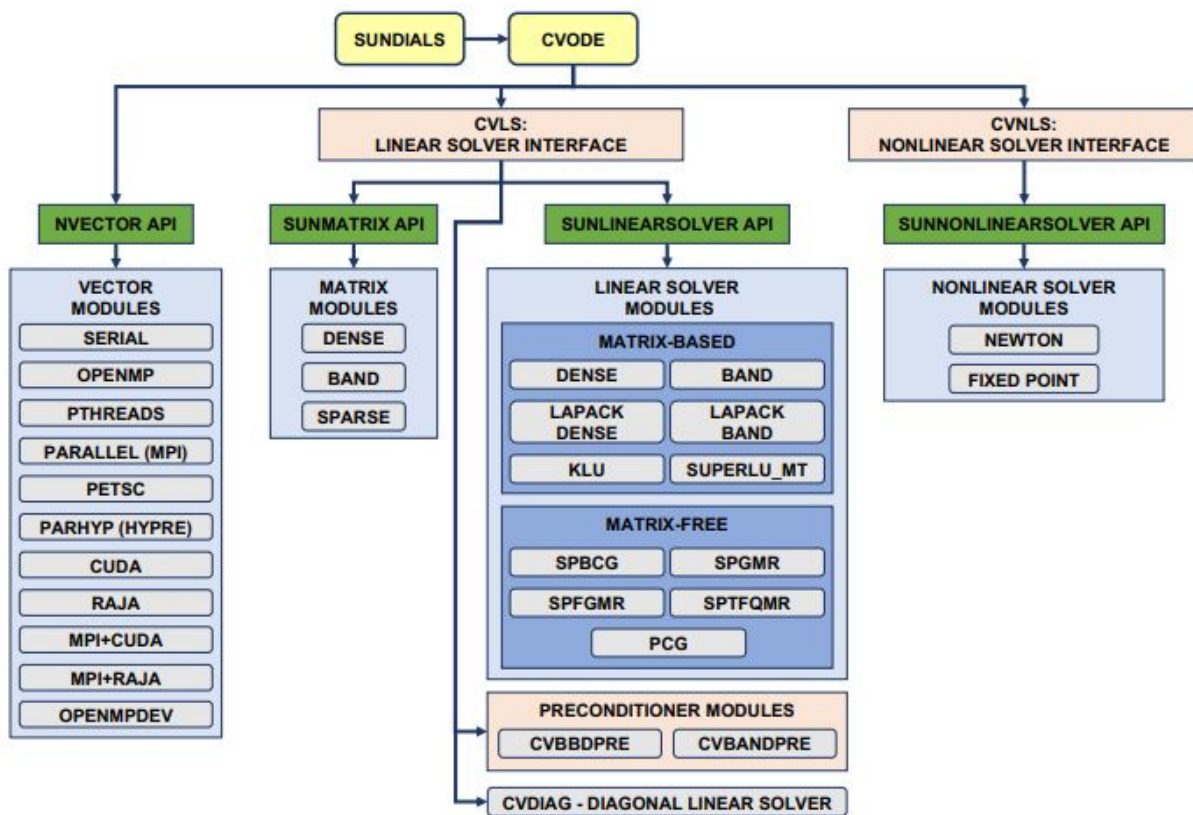 SUNDIALS
CVODE
CVLS:
LINEAR SOLVER INTERFACE
CVNLS:
NONLINEAR SOLVER INTERFACE
NVECTOR API
SUNMATRIX API
SUNLINEARSOLVER API
SUNNONLINEARSOLVER API
VECTOR
MODULES
SERIAL
OPENMP
PTHREADS
PARALLEL (MPI)
PETSC
PARHYP (HYPRE)
CUDA
RAJA
MPI+CUDA
MPI+RAJA
OPENMPDEV
MATRIX
MODULES
DENSE
BAND
SPARSE
LINEAR SOLVER
MODULES
MATRIX-BASED
DENSE
BAND
LAPACK
DENSE
LAPACK
BAND
KLU
SUPERLU_MT
MATRIX-FREE
SPBCG
SPGMR
SPFGMR
SPTFQMR
PCG
PRECONDITIONER MODULES
CVBBDPRE
CVBANDPRE
CVDIAG - DIAGONAL LINEAR SOLVER
NONLINEAR SOLVER
MODULES
NEWTON
FIXED POINT